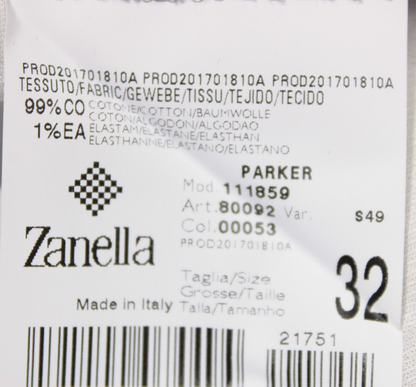 PROD201701810A PROD201701810A PROD201701810A
TESSUTO/FABRIC/GEWEBE/TISSU/TEJIDO/TECIDO
99%CO COTONE/COTTON/BAUMWOLLE
COTON/ALGODON/ALGODAO
1%EA ELASTAM/ELASTANE/ELASTHAN
ELASTHANNE/ELASTANO/ELASTANO
PARKER
Mod. 111859
Art. 80092 Var. $49
Col. 00053
PROD201701810A
Zanella
Taglia/Size
Grosse/Taille
32
Made in Italy Talla/Tamanho
21751